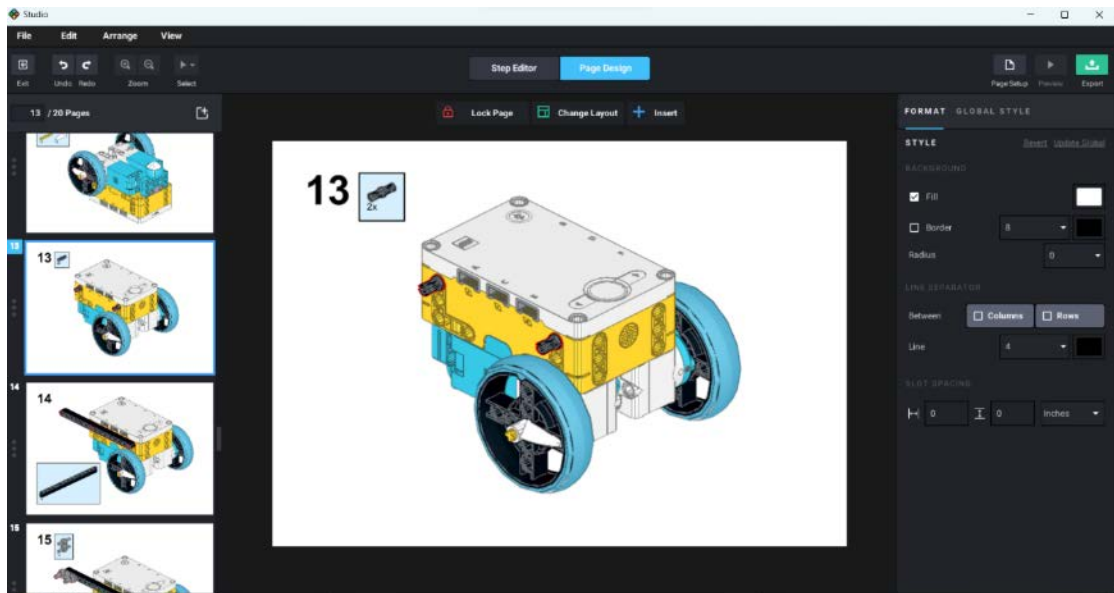 Studio
File Edit Arrange View
Exit Undo Redo Zoom Select
Step Editor Page Design
Page Setup Preview Export
13 / 20 Pages
Lock Page Change Layout Insert
FORMAT GLOBAL STYLE
STYLE Revert Update Global
BACKGROUND
Fill
Border 8
Radius 0
LINE SEPARATOR
Between Columns Rows
Line 4
SLOT SPACING
0 0 Inches
13
13
14
14
15
15
13
2x